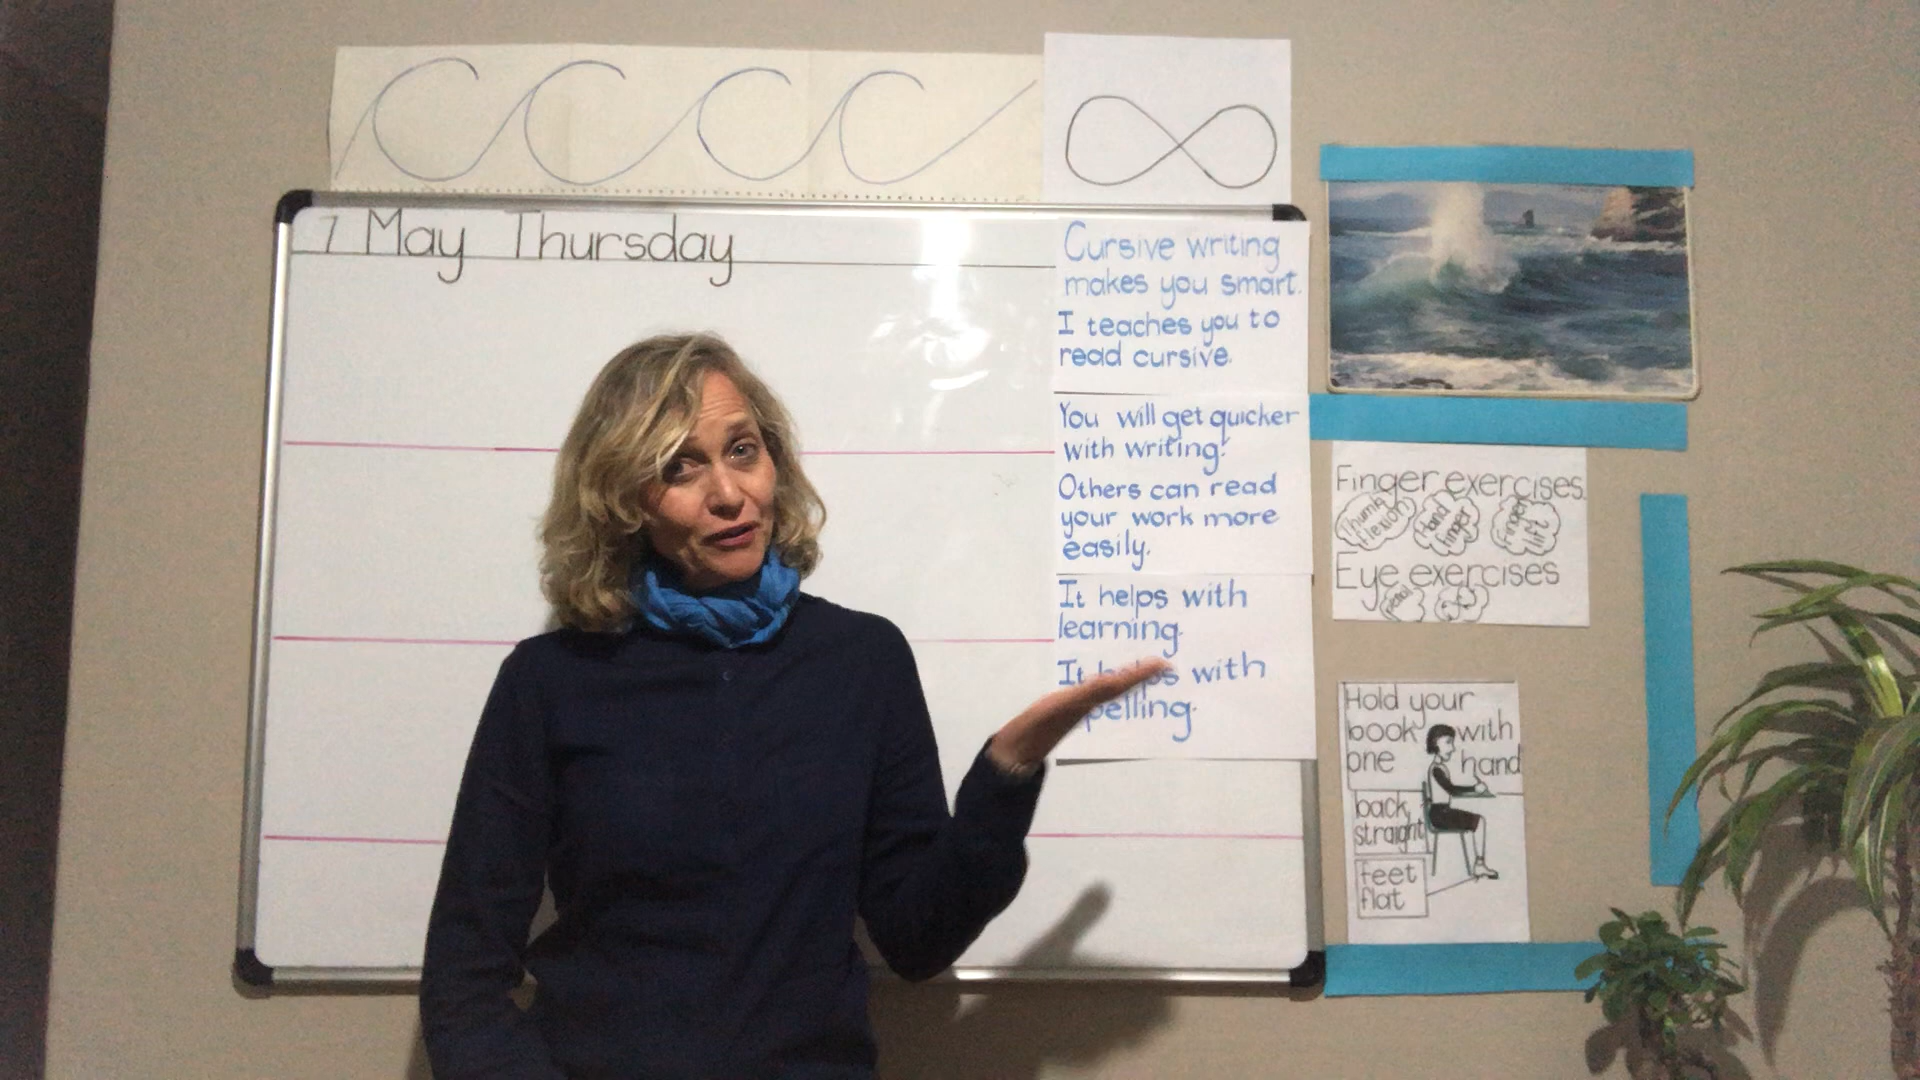 7 May Thursday
Cursive writing
makes you smart.
I teaches you to
read cursive.
You will get quicker
with writing.
Others can read
your work more
easily.
It helps with
learning.
It helps with
pelling.
Finger exercises.
Thumb
flexion
Hand
finger
Finger
lift
Eye exercises
pencil
Hold your
book with
one hand
back
straight
feet
flat